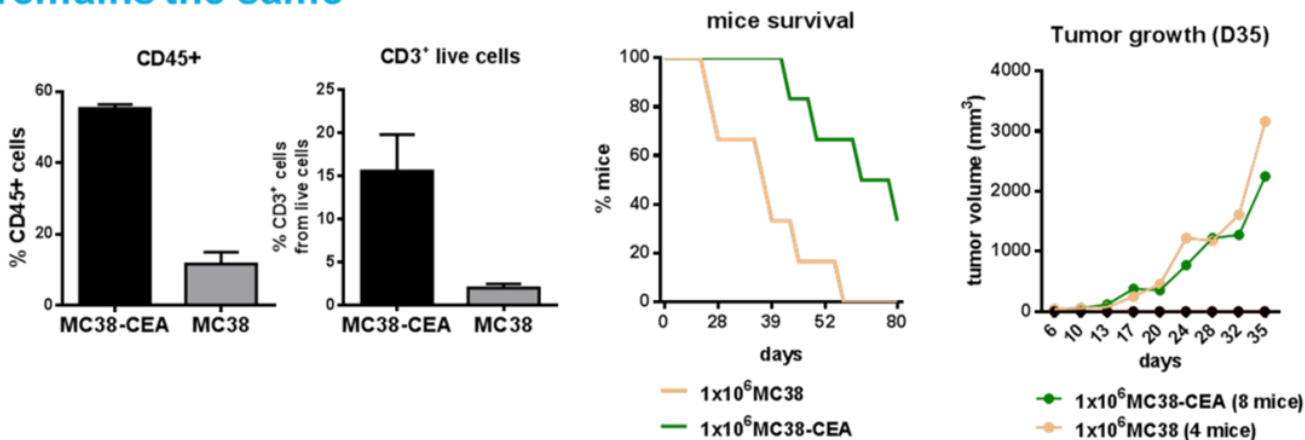 remains the same
CD45+
% CD45+ cells
60
40
20
0
MC38-CEA MC38
CD3⁺ live cells
% CD3⁺ cells
from live cells
25
20
15
10
5
0
MC38-CEA MC38
mice survival
% mice
100
80
60
40
20
0
0 28 39 52 80
days
1x10⁶MC38
1x10⁶MC38-CEA
Tumor growth (D35)
tumor volume (mm³)
4000
3000
2000
1000
0
6 10 13 17 20 24 28 32 35
days
1x10⁶MC38-CEA (8 mice)
1x10⁶MC38 (4 mice)